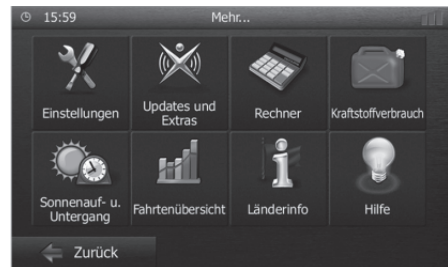 15:59 Mehr...
Einstellungen
Updates und
Extras
Rechner
Kraftstoffverbrauch
Sonnenauf- u.
Untergang
Fahrtenübersicht
Länderinfo
Hilfe
Zurück